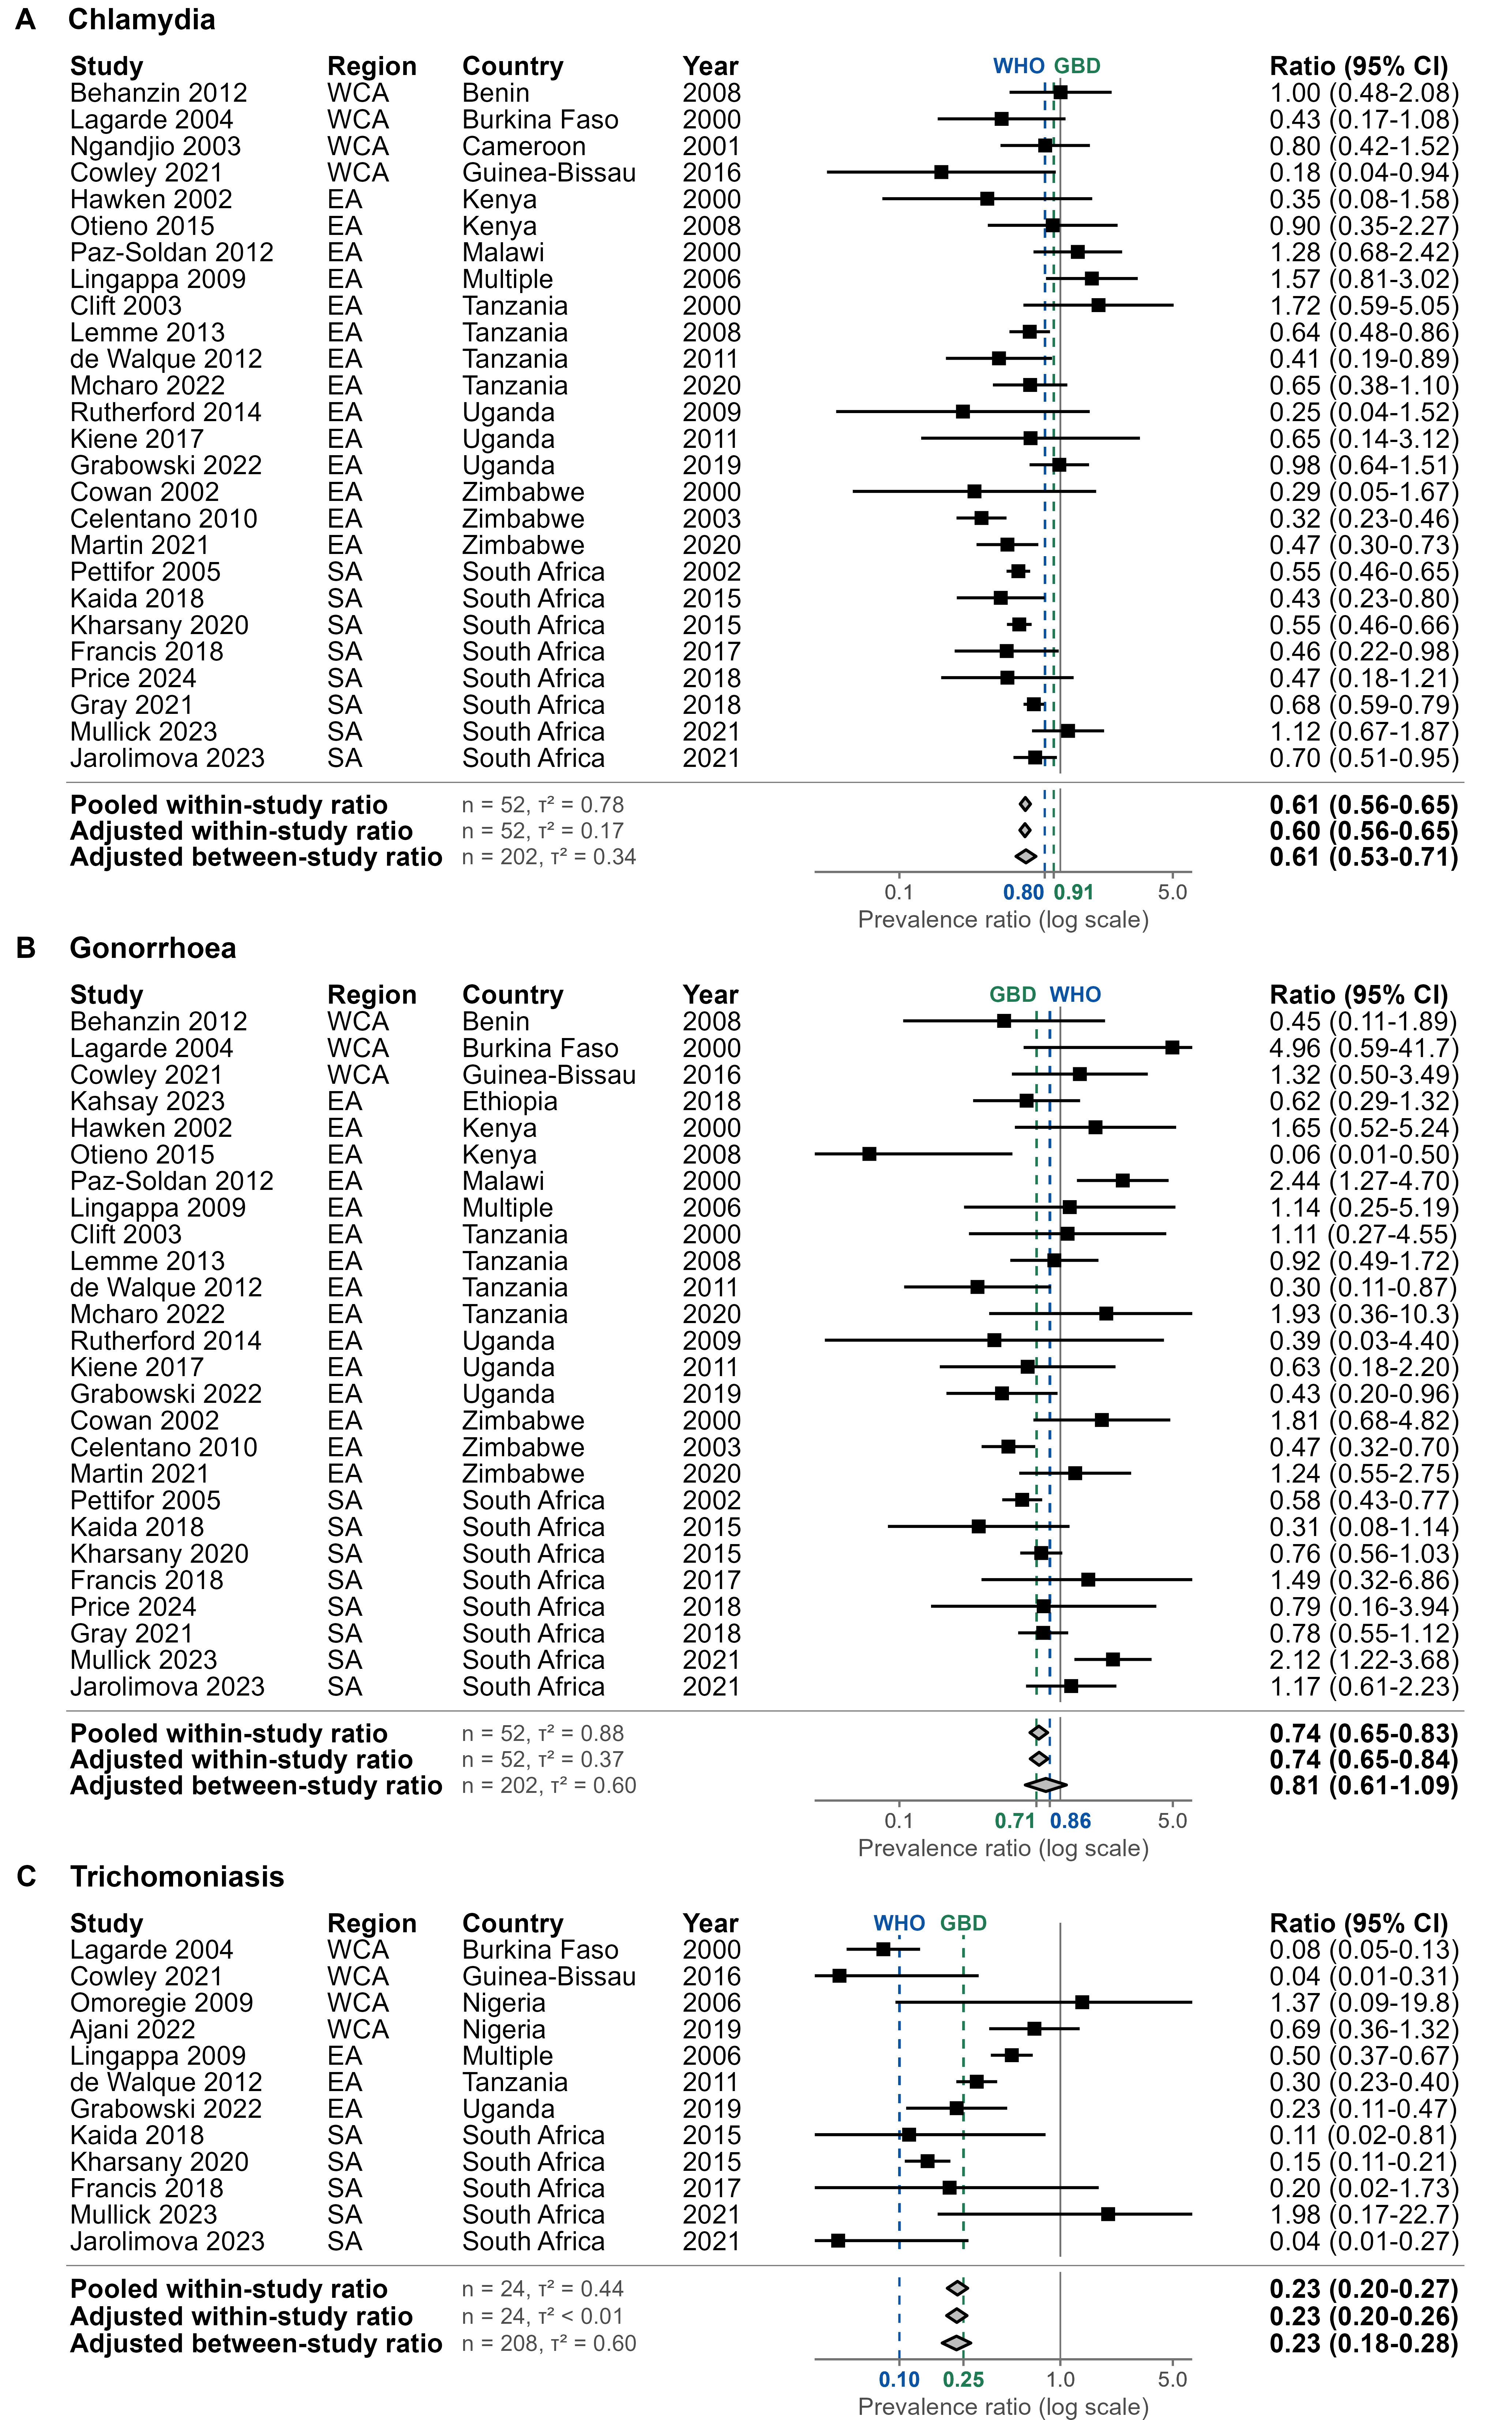 A Chlamydia
Study Region Country Year WHO GBD Ratio (95% CI)
Behanzin 2012 WCA Benin 2008 1.00 (0.48-2.08)
Lagarde 2004 WCA Burkina Faso 2000 0.43 (0.17-1.08)
Ngandjio 2003 WCA Cameroon 2001 0.80 (0.42-1.52)
Cowley 2021 WCA Guinea-Bissau 2016 0.18 (0.04-0.94)
Hawken 2002 EA Kenya 2000 0.35 (0.08-1.58)
Otieno 2015 EA Kenya 2008 0.90 (0.35-2.27)
Paz-Soldan 2012 EA Malawi 2000 1.28 (0.68-2.42)
Lingappa 2009 EA Multiple 2006 1.57 (0.81-3.02)
Clift 2003 EA Tanzania 2000 1.72 (0.59-5.05)
Lemme 2013 EA Tanzania 2008 0.64 (0.48-0.86)
de Walque 2012 EA Tanzania 2011 0.41 (0.19-0.89)
Mcharo 2022 EA Tanzania 2020 0.65 (0.38-1.10)
Rutherford 2014 EA Uganda 2009 0.25 (0.04-1.52)
Kiene 2017 EA Uganda 2011 0.65 (0.14-3.12)
Grabowski 2022 EA Uganda 2019 0.98 (0.64-1.51)
Cowan 2002 EA Zimbabwe 2000 0.29 (0.05-1.67)
Celentano 2010 EA Zimbabwe 2003 0.32 (0.23-0.46)
Martin 2021 EA Zimbabwe 2020 0.47 (0.30-0.73)
Pettifor 2005 SA South Africa 2002 0.55 (0.46-0.65)
Kaida 2018 SA South Africa 2015 0.43 (0.23-0.80)
Kharsany 2020 SA South Africa 2015 0.55 (0.46-0.66)
Francis 2018 SA South Africa 2017 0.46 (0.22-0.98)
Price 2024 SA South Africa 2018 0.47 (0.18-1.21)
Gray 2021 SA South Africa 2018 0.68 (0.59-0.79)
Mullick 2023 SA South Africa 2021 1.12 (0.67-1.87)
Jarolimova 2023 SA South Africa 2021 0.70 (0.51-0.95)
Pooled within-study ratio n = 52, τ² = 0.78 0.61 (0.56-0.65)
Adjusted within-study ratio n = 52, τ² = 0.17 0.60 (0.56-0.65)
Adjusted between-study ratio n = 202, τ² = 0.34 0.61 (0.53-0.71)
0.1 0.80 0.91 5.0
Prevalence ratio (log scale)
B Gonorrhoea
Study Region Country Year GBD WHO Ratio (95% CI)
Behanzin 2012 WCA Benin 2008 0.45 (0.11-1.89)
Lagarde 2004 WCA Burkina Faso 2000 4.96 (0.59-41.7)
Cowley 2021 WCA Guinea-Bissau 2016 1.32 (0.50-3.49)
Kahsay 2023 EA Ethiopia 2018 0.62 (0.29-1.32)
Hawken 2002 EA Kenya 2000 1.65 (0.52-5.24)
Otieno 2015 EA Kenya 2008 0.06 (0.01-0.50)
Paz-Soldan 2012 EA Malawi 2000 2.44 (1.27-4.70)
Lingappa 2009 EA Multiple 2006 1.14 (0.25-5.19)
Clift 2003 EA Tanzania 2000 1.11 (0.27-4.55)
Lemme 2013 EA Tanzania 2008 0.92 (0.49-1.72)
de Walque 2012 EA Tanzania 2011 0.30 (0.11-0.87)
Mcharo 2022 EA Tanzania 2020 1.93 (0.36-10.3)
Rutherford 2014 EA Uganda 2009 0.39 (0.03-4.40)
Kiene 2017 EA Uganda 2011 0.63 (0.18-2.20)
Grabowski 2022 EA Uganda 2019 0.43 (0.20-0.96)
Cowan 2002 EA Zimbabwe 2000 1.81 (0.68-4.82)
Celentano 2010 EA Zimbabwe 2003 0.47 (0.32-0.70)
Martin 2021 EA Zimbabwe 2020 1.24 (0.55-2.75)
Pettifor 2005 SA South Africa 2002 0.58 (0.43-0.77)
Kaida 2018 SA South Africa 2015 0.31 (0.08-1.14)
Kharsany 2020 SA South Africa 2015 0.76 (0.56-1.03)
Francis 2018 SA South Africa 2017 1.49 (0.32-6.86)
Price 2024 SA South Africa 2018 0.79 (0.16-3.94)
Gray 2021 SA South Africa 2018 0.78 (0.55-1.12)
Mullick 2023 SA South Africa 2021 2.12 (1.22-3.68)
Jarolimova 2023 SA South Africa 2021 1.17 (0.61-2.23)
Pooled within-study ratio n = 52, τ² = 0.88 0.74 (0.65-0.83)
Adjusted within-study ratio n = 52, τ² = 0.37 0.74 (0.65-0.84)
Adjusted between-study ratio n = 202, τ² = 0.60 0.81 (0.61-1.09)
0.1 0.71 0.86 5.0
Prevalence ratio (log scale)
C Trichomoniasis
Study Region Country Year WHO GBD Ratio (95% CI)
Lagarde 2004 WCA Burkina Faso 2000 0.08 (0.05-0.13)
Cowley 2021 WCA Guinea-Bissau 2016 0.04 (0.01-0.31)
Omoregie 2009 WCA Nigeria 2006 1.37 (0.09-19.8)
Ajani 2022 WCA Nigeria 2019 0.69 (0.36-1.32)
Lingappa 2009 EA Multiple 2006 0.50 (0.37-0.67)
de Walque 2012 EA Tanzania 2011 0.30 (0.23-0.40)
Grabowski 2022 EA Uganda 2019 0.23 (0.11-0.47)
Kaida 2018 SA South Africa 2015 0.11 (0.02-0.81)
Kharsany 2020 SA South Africa 2015 0.15 (0.11-0.21)
Francis 2018 SA South Africa 2017 0.20 (0.02-1.73)
Mullick 2023 SA South Africa 2021 1.98 (0.17-22.7)
Jarolimova 2023 SA South Africa 2021 0.04 (0.01-0.27)
Pooled within-study ratio n = 24, τ² = 0.44 0.23 (0.20-0.27)
Adjusted within-study ratio n = 24, τ² < 0.01 0.23 (0.20-0.26)
Adjusted between-study ratio n = 208, τ² = 0.60 0.23 (0.18-0.28)
0.10 0.25 1.0 5.0
Prevalence ratio (log scale)